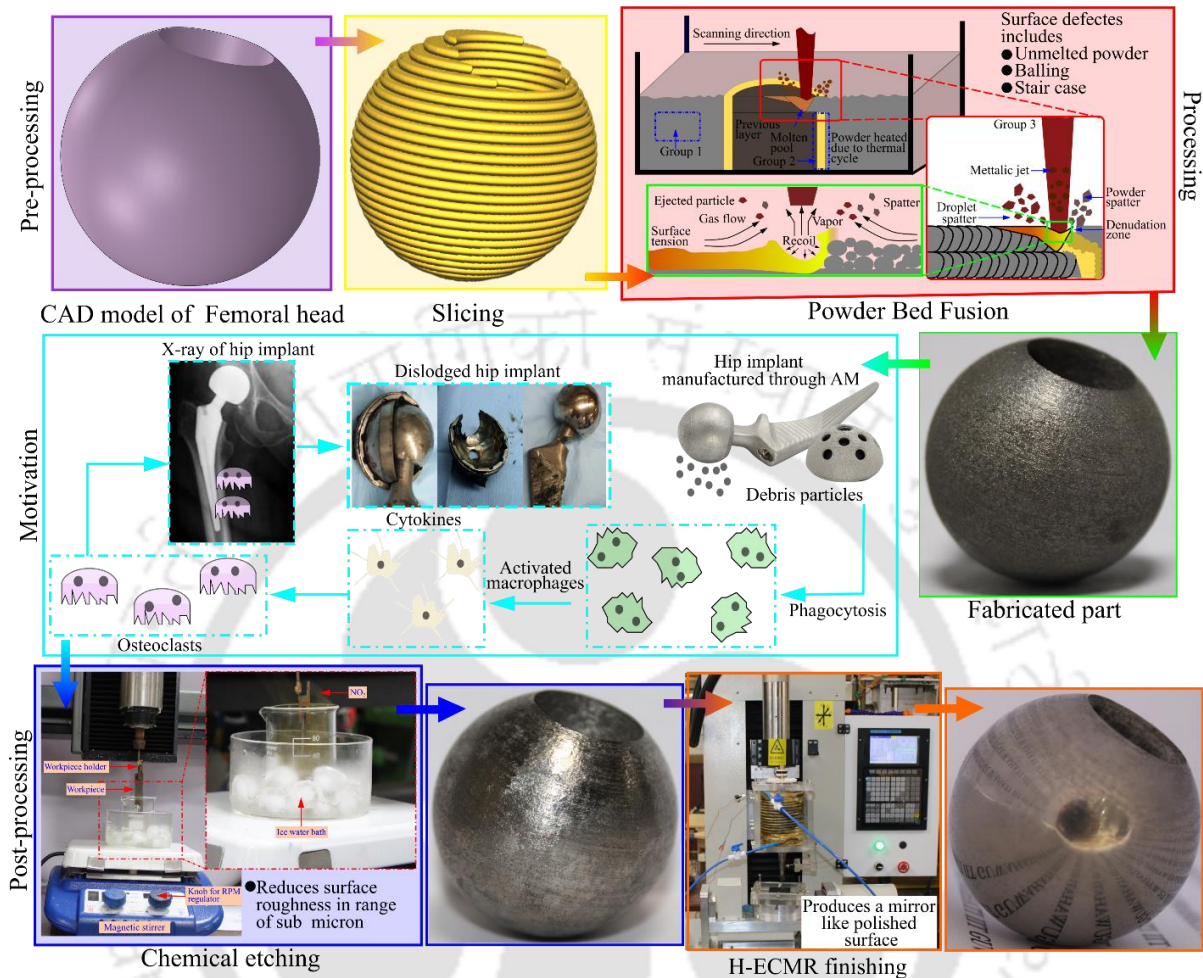 Pre-processing
CAD model of Femoral head
Slicing
Scanning direction
Surface defectes
includes
● Unmelted powder
● Balling
● Stair case
Processing
Group 1
Previous
layer
Molten
pool
Group 2
Powder heated
due to thermal
cycle
Group 3
Mettalic jet
Powder
spatter
Droplet
spatter
Denudation
zone
Ejected particle
Gas flow
Surface
tension
Vapor
Recoil
Spatter
Powder Bed Fusion
Motivation
X-ray of hip implant
Dislodged hip implant
Hip implant
manufactured through AM
Debris particles
Cytokines
Activated
macrophages
Phagocytosis
Osteoclasts
Fabricated part
Post-processing
Workpiece holder
Workpiece
Knob for RPM
regulator
Magnetic stirrer
NO₂
80
Ice water bath
● Reduces surface
roughness in range
of sub micron
Chemical etching
Produces a mirror
like polished
surface
H-ECMR finishing